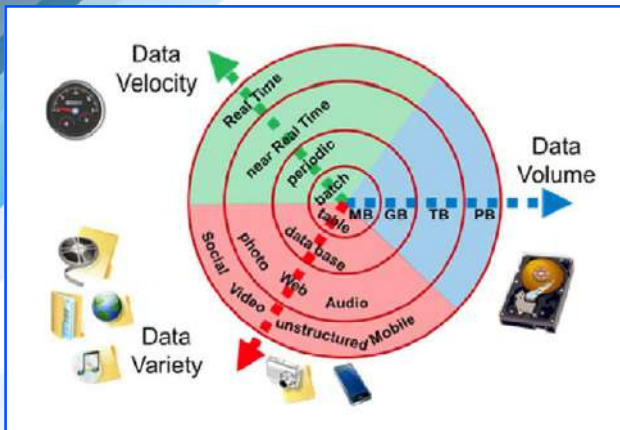 Data
Velocity
Real Time
near Real Time
periodic
batch
Data
Volume
MB GB TB PB
table
data base
photo Web Audio
Social Video unstructured Mobile
Data
Variety